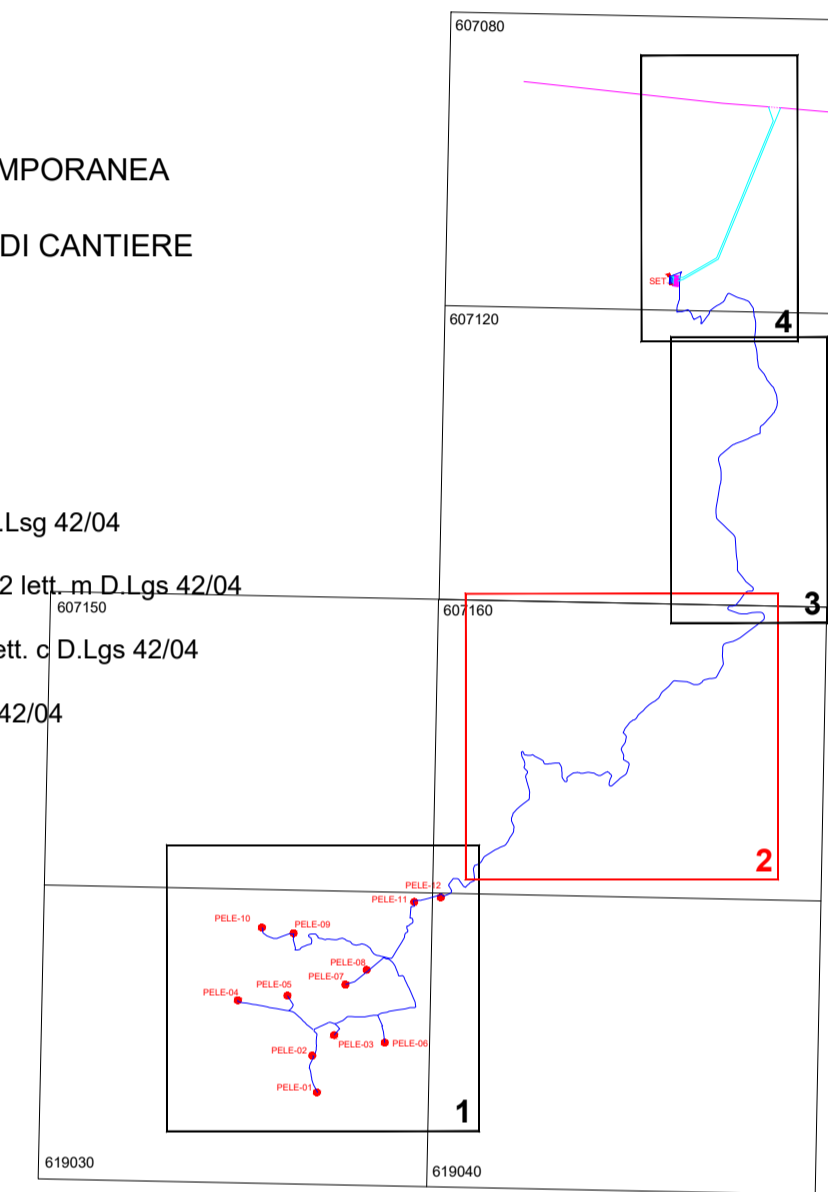 607080
MPORANEA
DI CANTIERE
SET
607120
4
.Lsg 42/04
2 lett. m D.Lgs 42/04
607150
607160
3
ett. c D.Lgs 42/04
42/04
2
PELE-12
PELE-11
PELE-10
PELE-09
PELE-08
PELE-07
PELE-05
PELE-04
PELE-03
PELE-06
PELE-02
PELE-01
1
619030
619040